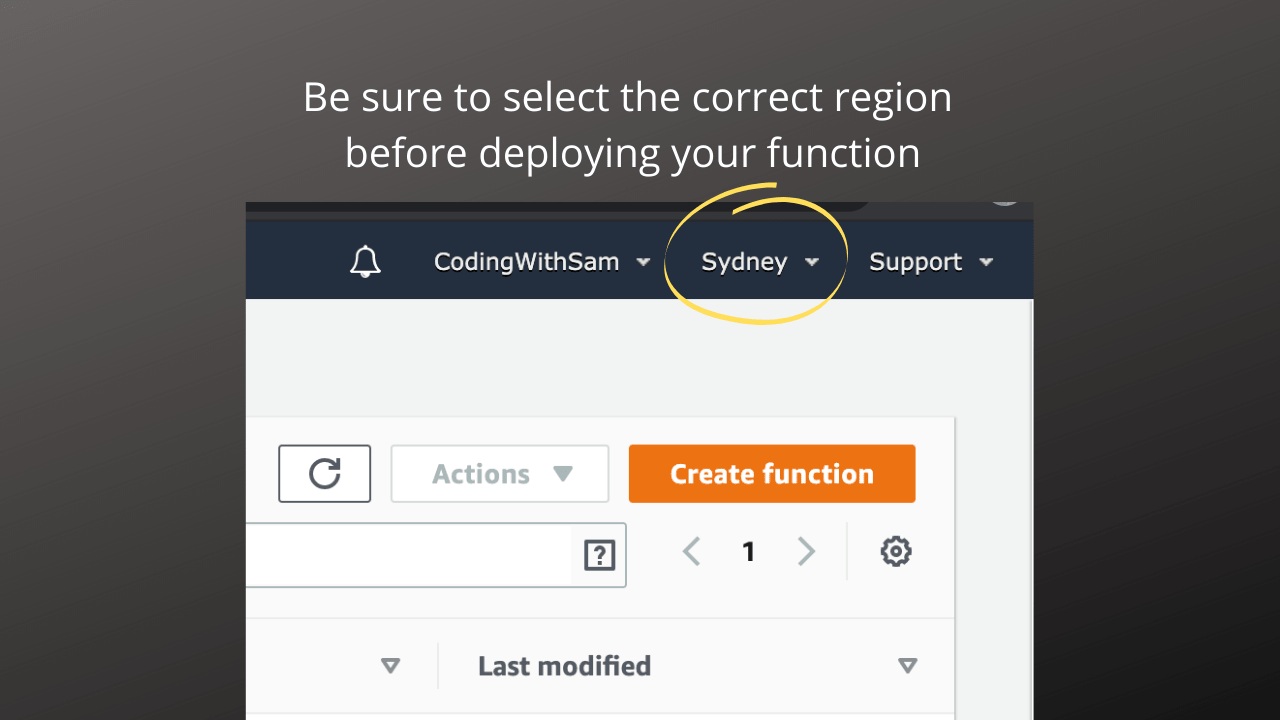 Be sure to select the correct region
before deploying your function
CodingWithSam Sydney Support
Actions Create function
? 1
Last modified